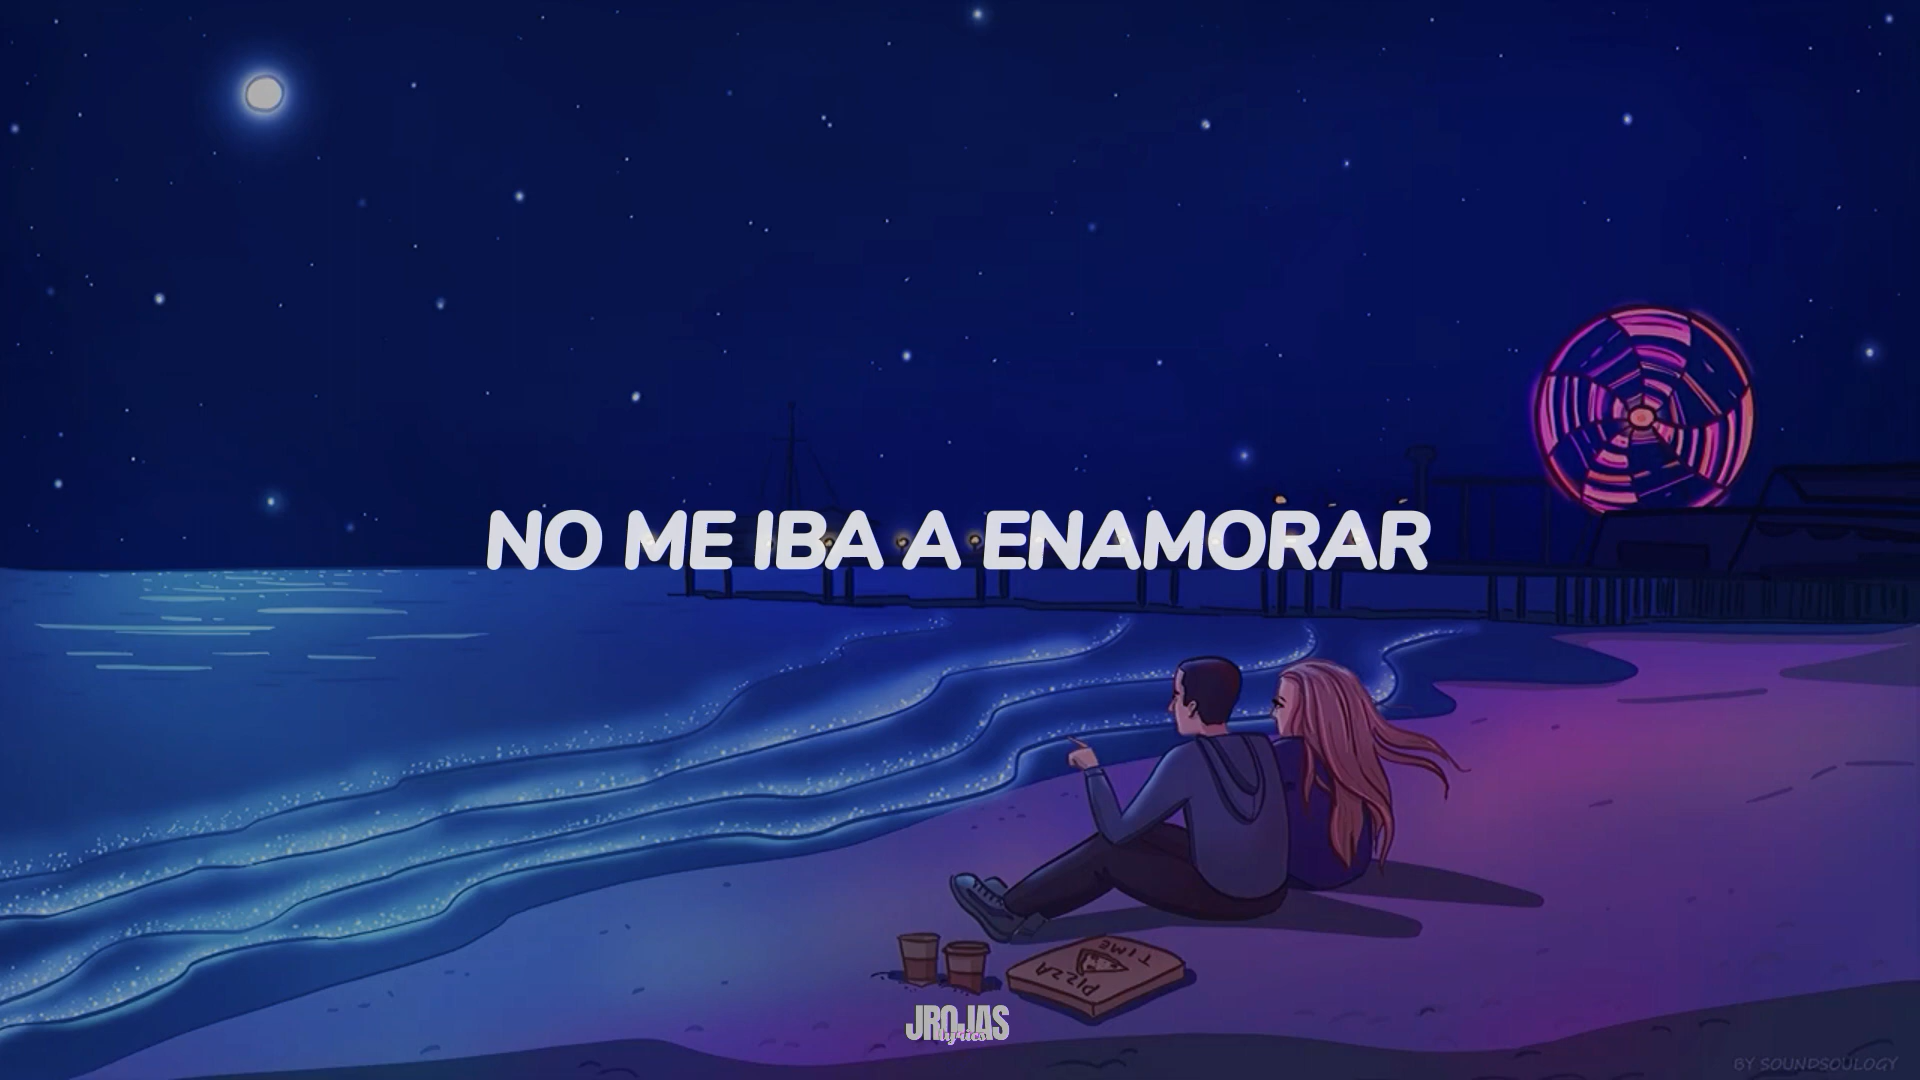 NO ME IBA A ENAMORAR
PIZZA
TIME
JROJAS
lyrics
BY SOUNDSOULOGY